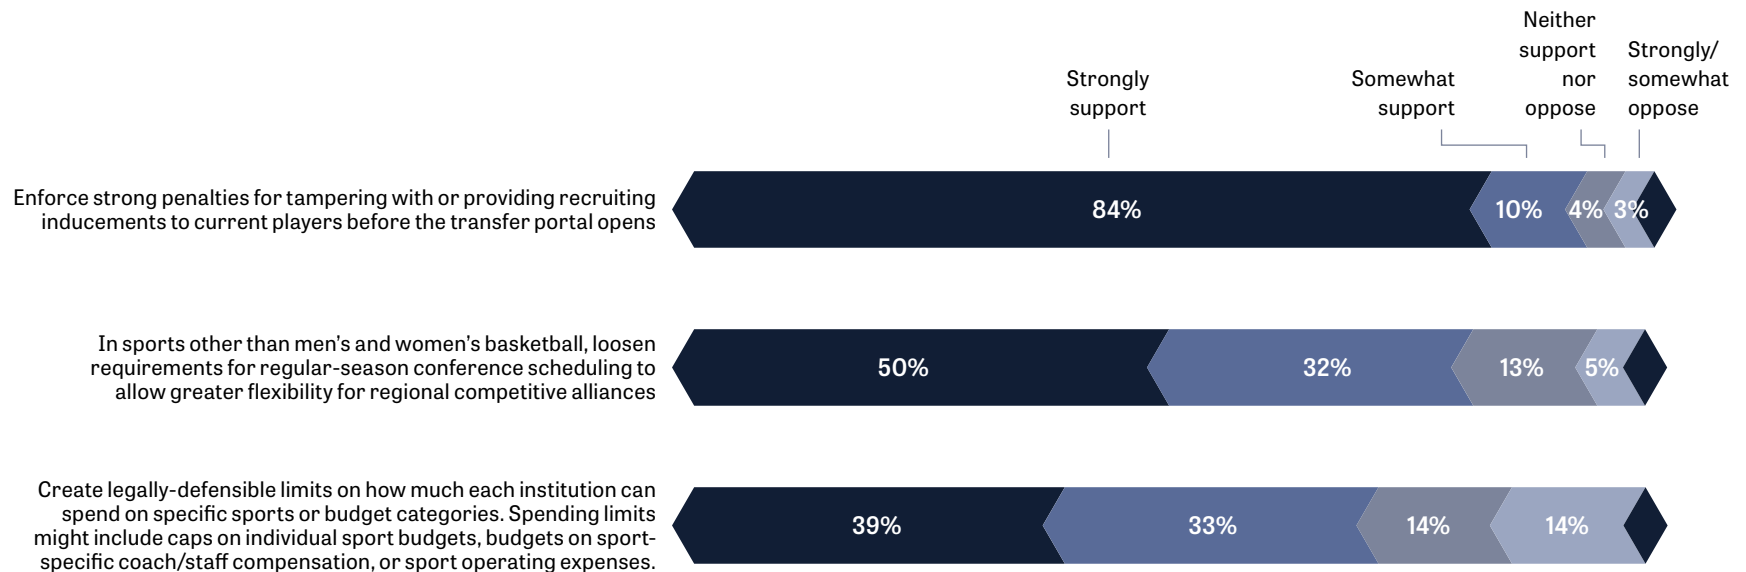 Strongly
support
Somewhat
support
Neither
support
nor
oppose
Strongly/
somewhat
oppose
Enforce strong penalties for tampering with or providing recruiting
inducements to current players before the transfer portal opens
84%
10%
4%
3%
In sports other than men’s and women’s basketball, loosen
requirements for regular-season conference scheduling to
allow greater flexibility for regional competitive alliances
50%
32%
13%
5%
Create legally-defensible limits on how much each institution can
spend on specific sports or budget categories. Spending limits
might include caps on individual sport budgets, budgets on sport-
specific coach/staff compensation, or sport operating expenses.
39%
33%
14%
14%